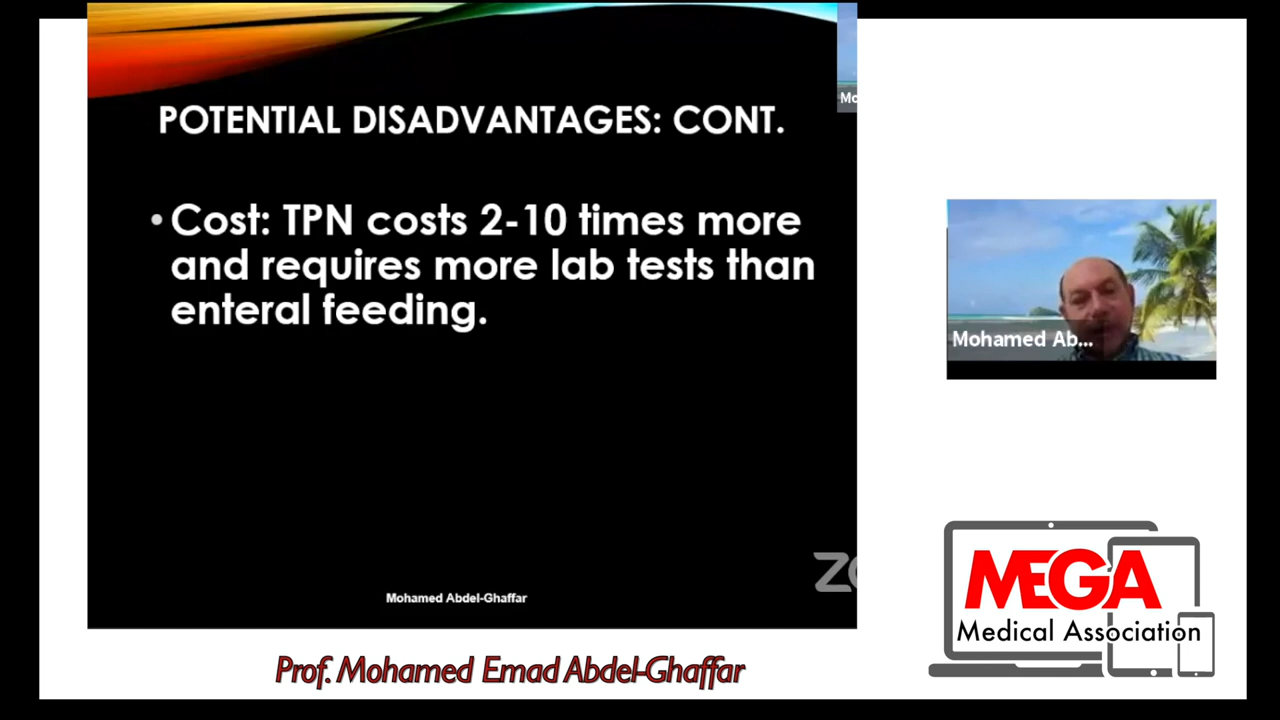 POTENTIAL DISADVANTAGES: CONT.
• Cost: TPN costs 2-10 times more
and requires more lab tests than
enteral feeding.
Mohamed Abdel-Ghaffar
Mohamed Ab...
MEGA
Medical Association
Prof. Mohamed Emad Abdel-Ghaffar